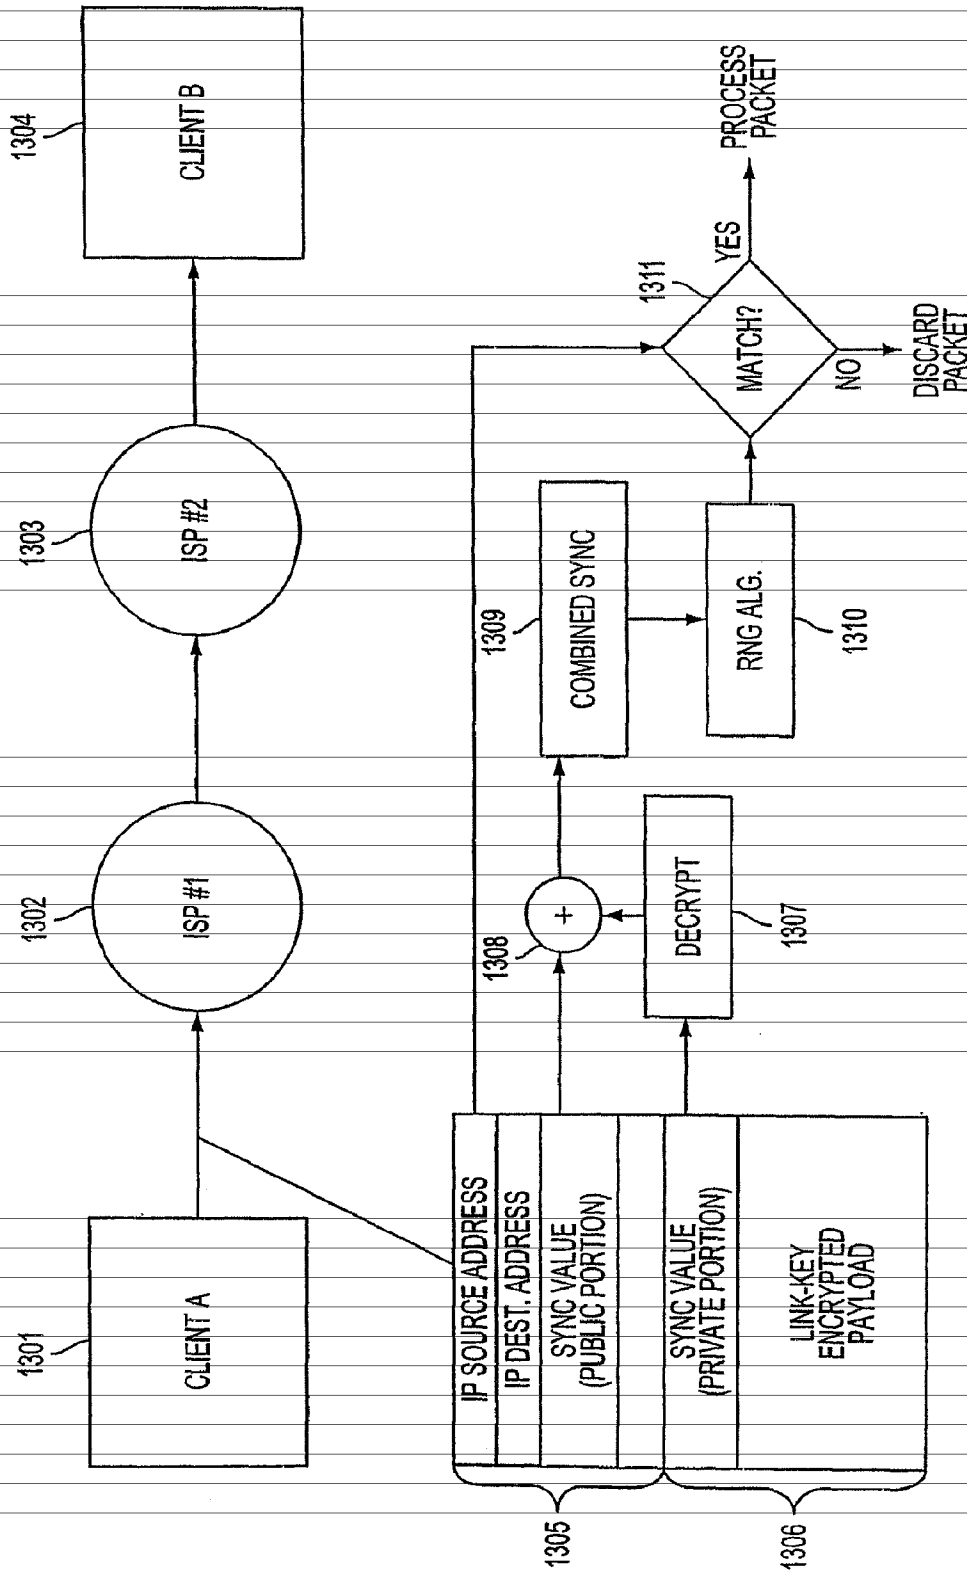 1301
CLIENT A
1302
ISP #1
1303
ISP #2
1304
CLIENT B
1305
IP SOURCE ADDRESS
IP DEST. ADDRESS
SYNC VALUE
(PUBLIC PORTION)
1306
SYNC VALUE
(PRIVATE PORTION)
LINK-KEY
ENCRYPTED
PAYLOAD
1308
+
DECRYPT
1307
1309
COMBINED SYNC
RNG ALG.
1310
1311
MATCH?
YES
PROCESS
PACKET
NO
DISCARD
PACKET